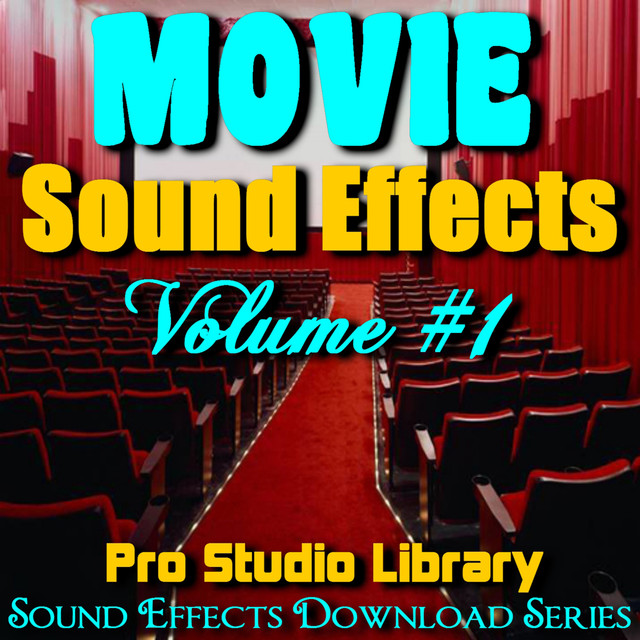 MOVIE
Sound Effects
Volume #1
Pro Studio Library
Sound Effects Download Series